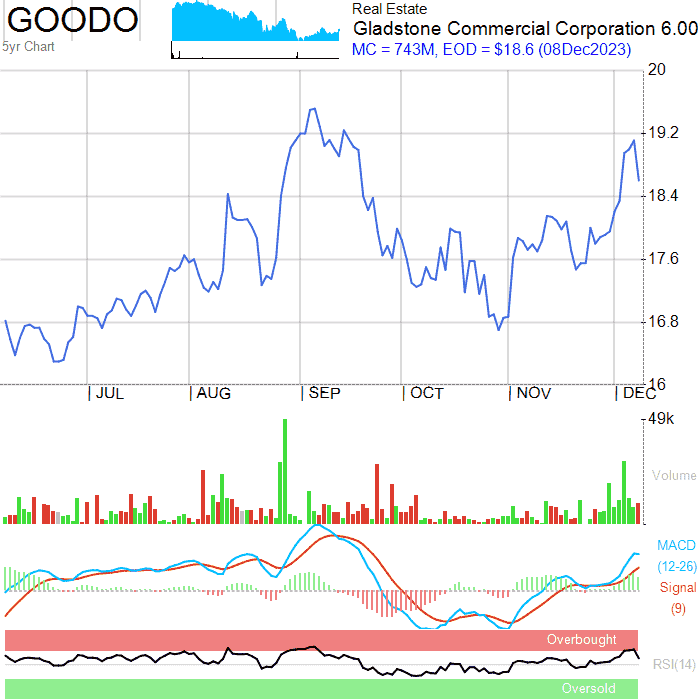 GOODO
5yr Chart
Real Estate
Gladstone Commercial Corporation 6.00
MC = 743M, EOD = $18.6 (08Dec2023)
20
19.2
18.4
17.6
16.8
16
JUL AUG SEP OCT NOV DEC
49k
Volume
MACD
(12-26)
Signal
(9)
Overbought
RSI(14)
Oversold